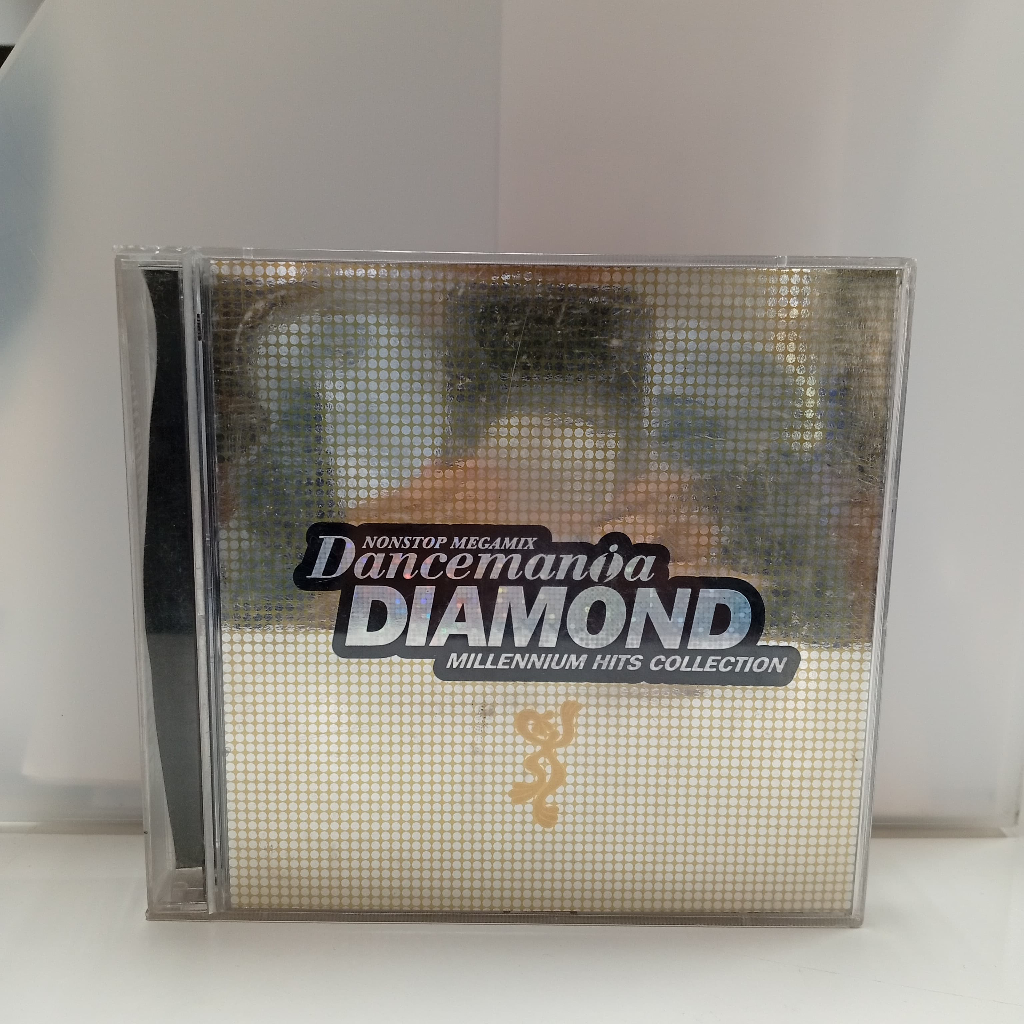 NONSTOP MEGAMIX
Dancemania
DIAMOND
MILLENNIUM HITS COLLECTION